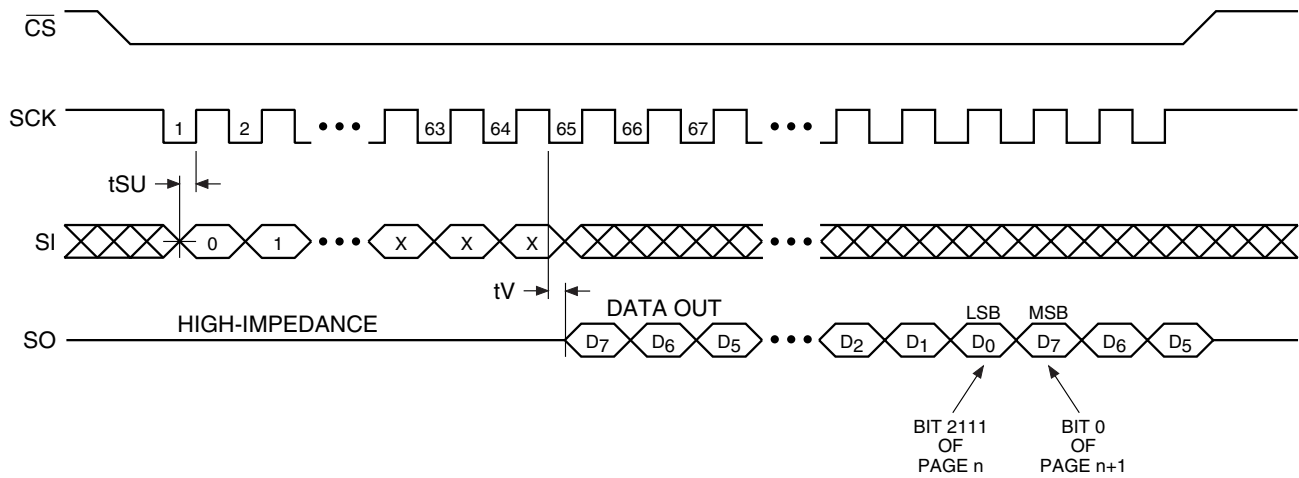 CS
SCK
1 2 63 64 65 66 67
tSU
SI
0 1 X X X
tV
HIGH-IMPEDANCE
DATA OUT
LSB MSB
SO
D7 D6 D5 D2 D1 D0 D7 D6 D5
BIT 2111
OF
PAGE n
BIT 0
OF
PAGE n+1